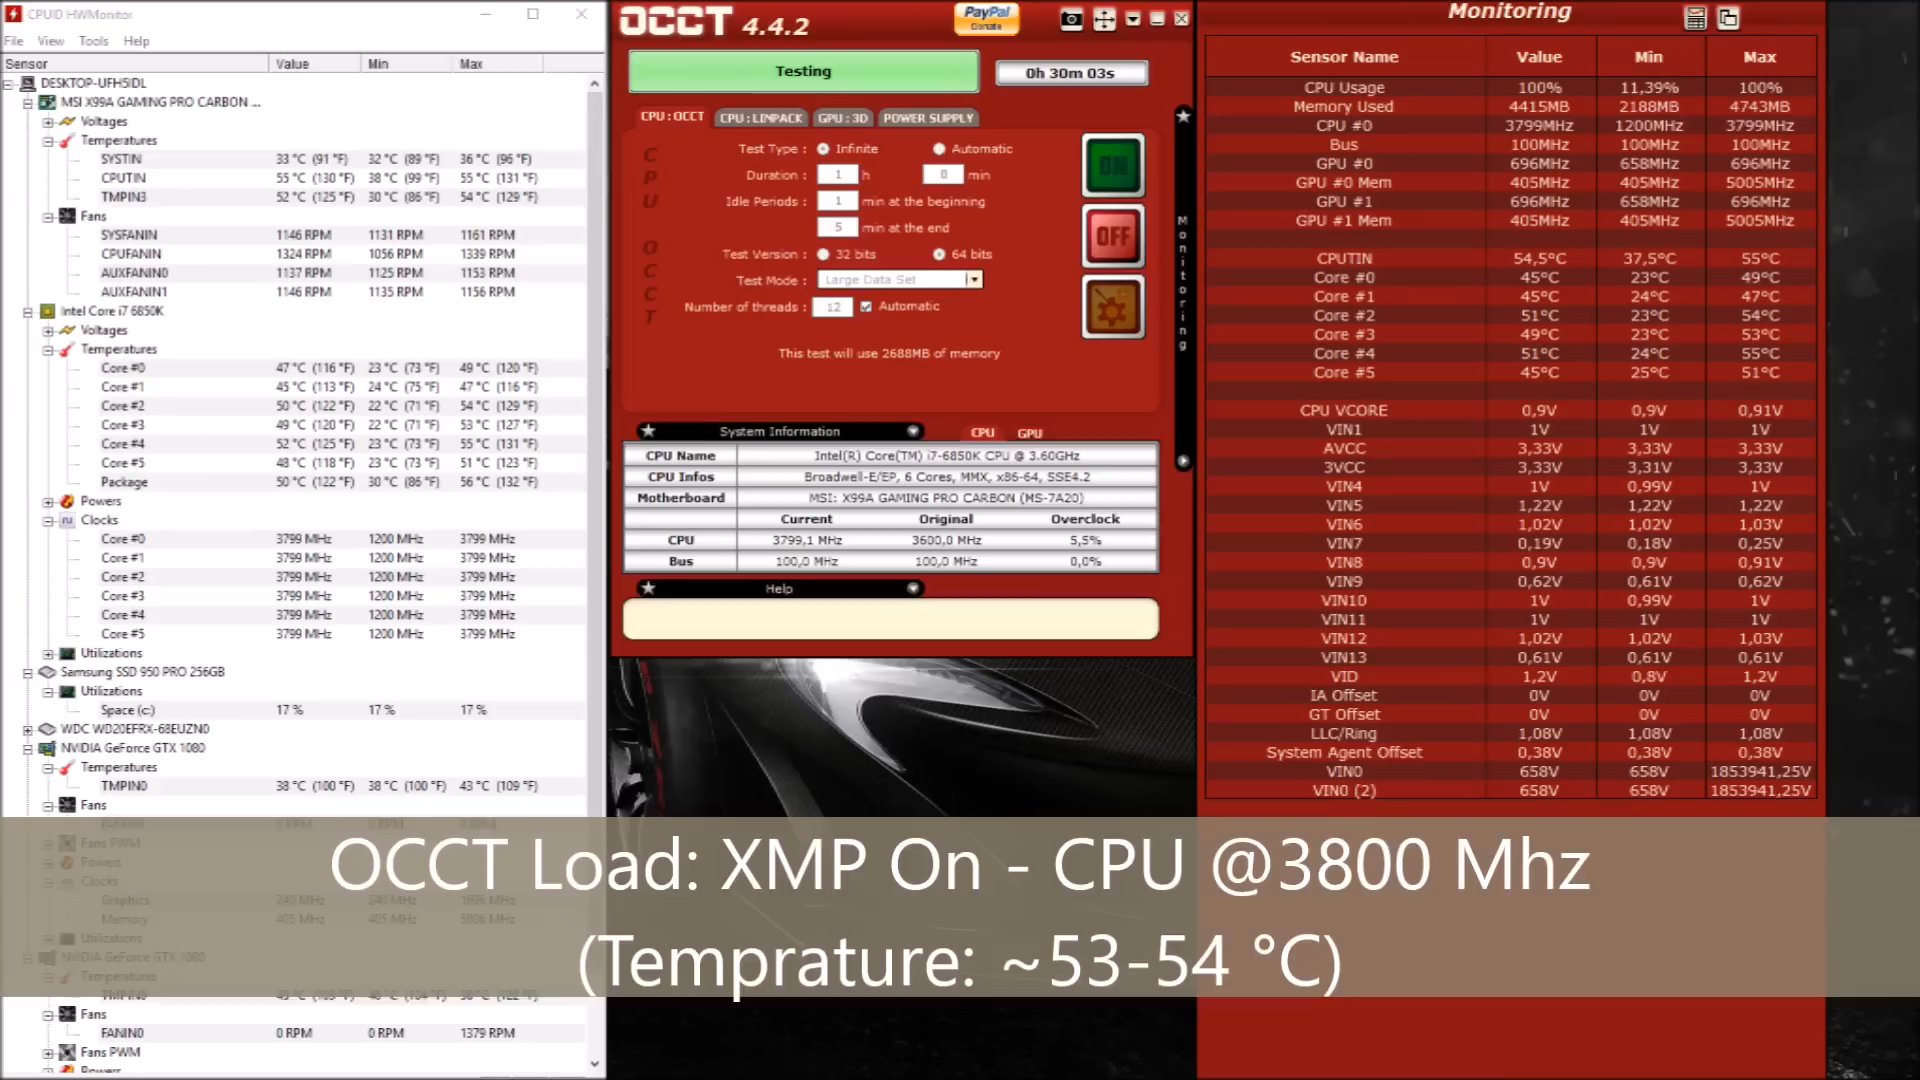 CPUID HWMonitor
File View Tools Help
Sensor Value Min Max
DESKTOP-UFH5IDL
MSI X99A GAMING PRO CARBON ...
Voltages
Temperatures
SYSTIN 33 °C (91 °F) 32 °C (89 °F) 36 °C (96 °F)
CPUTIN 55 °C (130 °F) 38 °C (99 °F) 55 °C (131 °F)
TMPIN3 52 °C (125 °F) 30 °C (86 °F) 54 °C (129 °F)
Fans
SYSFANIN 1146 RPM 1131 RPM 1161 RPM
CPUFANIN 1324 RPM 1056 RPM 1339 RPM
AUXFANIN0 1137 RPM 1125 RPM 1153 RPM
AUXFANIN1 1146 RPM 1135 RPM 1156 RPM
Intel Core i7 6850K
Voltages
Temperatures
Core #0 47 °C (116 °F) 23 °C (73 °F) 49 °C (120 °F)
Core #1 45 °C (113 °F) 24 °C (75 °F) 47 °C (116 °F)
Core #2 50 °C (122 °F) 22 °C (71 °F) 54 °C (129 °F)
Core #3 49 °C (120 °F) 22 °C (71 °F) 53 °C (127 °F)
Core #4 52 °C (125 °F) 23 °C (73 °F) 55 °C (131 °F)
Core #5 48 °C (118 °F) 23 °C (73 °F) 51 °C (123 °F)
Package 50 °C (122 °F) 30 °C (86 °F) 56 °C (132 °F)
Powers
Clocks
Core #0 3799 MHz 1200 MHz 3799 MHz
Core #1 3799 MHz 1200 MHz 3799 MHz
Core #2 3799 MHz 1200 MHz 3799 MHz
Core #3 3799 MHz 1200 MHz 3799 MHz
Core #4 3799 MHz 1200 MHz 3799 MHz
Core #5 3799 MHz 1200 MHz 3799 MHz
Utilizations
Samsung SSD 950 PRO 256GB
Utilizations
Space (c:) 17 % 17 % 17 %
WDC WD20EFRX-68EUZN0
NVIDIA GeForce GTX 1080
Temperatures
TMPIN0 38 °C (100 °F) 38 °C (100 °F) 43 °C (109 °F)
Fans
Fans PWM
Powers
Clocks
Graphics 240 MHz 240 MHz 1696 MHz
Memory 405 MHz 405 MHz 5006 MHz
Utilizations
NVIDIA GeForce GTX 1080
Temperatures
Fans
FANIN0 0 RPM 0 RPM 1379 RPM
Fans PWM
Powers
OCCT 4.4.2
PayPal
Donate
Testing 0h 30m 03s
CPU:OCCT CPU:LINPACK GPU:3D POWER SUPPLY
CPU OCCT
Test Type : Infinite Automatic
Duration : 1 h 0 min
Idle Periods : 1 min at the beginning
5 min at the end
Test Version : 32 bits 64 bits
Test Mode : Large Data Set
Number of threads : 12 Automatic
This test will use 2688MB of memory
ON
OFF
Monitoring
System Information CPU GPU
CPU Name Intel(R) Core(TM) i7-6850K CPU @ 3.60GHz
CPU Infos Broadwell-E/EP, 6 Cores, MMX, x86-64, SSE4.2
Motherboard MSI: X99A GAMING PRO CARBON (MS-7A20)
Current Original Overclock
CPU 3799,1 MHz 3600,0 MHz 5,5%
Bus 100,0 MHz 100,0 MHz 0,0%
Help
Monitoring
Sensor Name Value Min Max
CPU Usage 100% 11,39% 100%
Memory Used 4415MB 2188MB 4743MB
CPU #0 3799MHz 1200MHz 3799MHz
Bus 100MHz 100MHz 100MHz
GPU #0 696MHz 658MHz 696MHz
GPU #0 Mem 405MHz 405MHz 5005MHz
GPU #1 696MHz 658MHz 696MHz
GPU #1 Mem 405MHz 405MHz 5005MHz
CPUTIN 54,5°C 37,5°C 55°C
Core #0 45°C 23°C 49°C
Core #1 45°C 24°C 47°C
Core #2 51°C 23°C 54°C
Core #3 49°C 23°C 53°C
Core #4 51°C 24°C 55°C
Core #5 45°C 25°C 51°C
CPU VCORE 0,9V 0,9V 0,91V
VIN1 1V 1V 1V
AVCC 3,33V 3,33V 3,33V
3VCC 3,33V 3,31V 3,33V
VIN4 1V 0,99V 1V
VIN5 1,22V 1,22V 1,22V
VIN6 1,02V 1,02V 1,03V
VIN7 0,19V 0,18V 0,25V
VIN8 0,9V 0,9V 0,91V
VIN9 0,62V 0,61V 0,62V
VIN10 1V 0,99V 1V
VIN11 1V 1V 1V
VIN12 1,02V 1,02V 1,03V
VIN13 0,61V 0,61V 0,61V
VID 1,2V 0,8V 1,2V
IA Offset 0V 0V 0V
GT Offset 0V 0V 0V
LLC/Ring 1,08V 1,08V 1,08V
System Agent Offset 0,38V 0,38V 0,38V
VIN0 658V 658V 1853941,25V
VIN0 (2) 658V 658V 1853941,25V
OCCT Load: XMP On - CPU @3800 Mhz
(Temprature: ~53-54 °C)